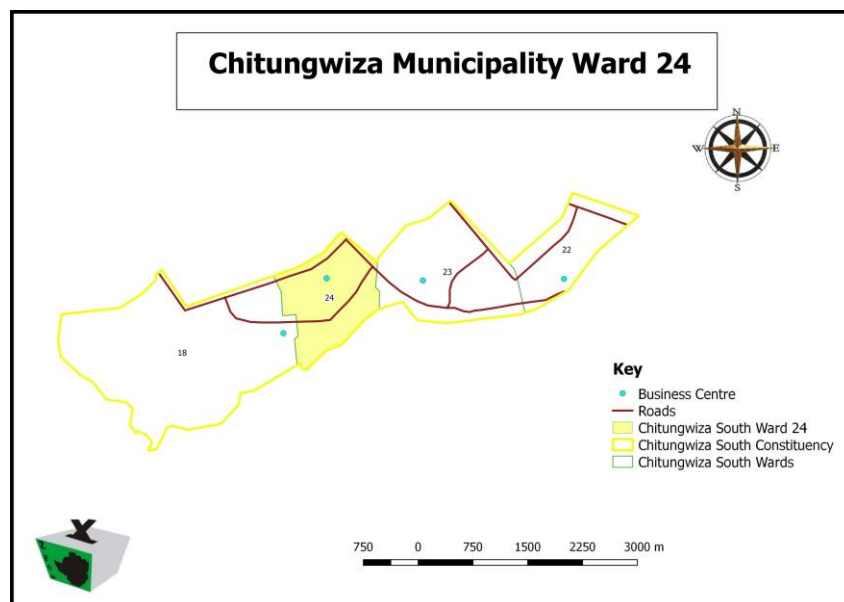 Chitungwiza Municipality Ward 24
N
W
E
S
22
23
24
18
Key
Business Centre
Roads
Chitungwiza South Ward 24
Chitungwiza South Constituency
Chitungwiza South Wards
750 0 750 1500 2250 3000 m